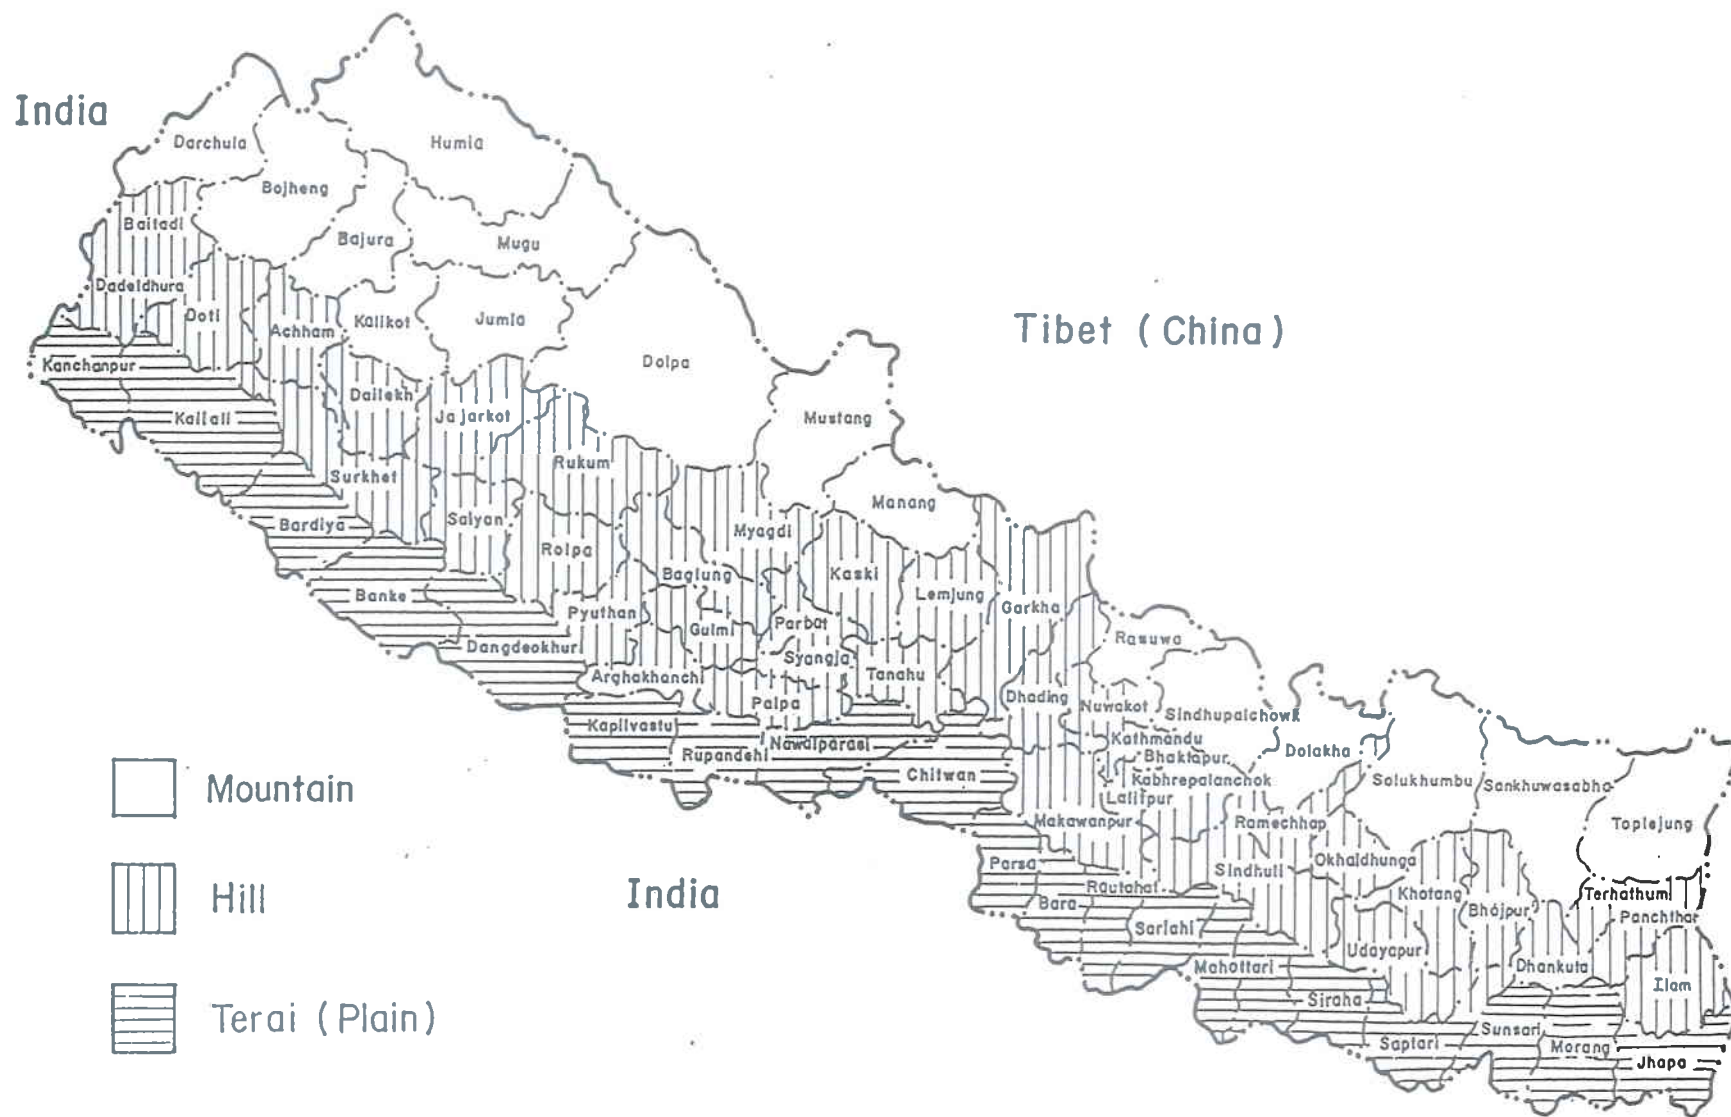 India
Darchula
Humla
Bojheng
Baitadi
Bajura
Mugu
Dadeldhura
Doti
Achham
Kalikot
Jumla
Tibet (China)
Kanchanpur
Dolpa
Dailekh
Jajarkot
Mustang
Kailali
Rukum
Surkhet
Manang
Bardiya
Salyan
Myagdi
Rolpa
Baglung
Kaski
Lemjung
Banke
Pyuthan
Gulmi
Parbat
Garkha
Rasuwa
Dangdeokhuri
Syangja
Tanahu
Arghakhanchi
Palpa
Dhading
Nuwakot
Sindhupalchowk
Kapilvastu
Nawalparasi
Rupandehi
Kathmandu
Dolakha
Bhaktapur
Chitwan
Kabhrepalanchok
Solukhumbu
Sankhuwasabha
Lalitpur
Mountain
Makawanpur
Ramechhap
Toplejung
Parsa
Okhaldhunga
Sindhuli
Rautahat
Hill
India
Bara
Khotang
Terhathum
Bhojpur
Panchthar
Sarlahi
Udayapur
Mahottari
Dhankuta
Ilam
Siraha
Terai (Plain)
Sunsari
Saptari
Morang
Jhapa